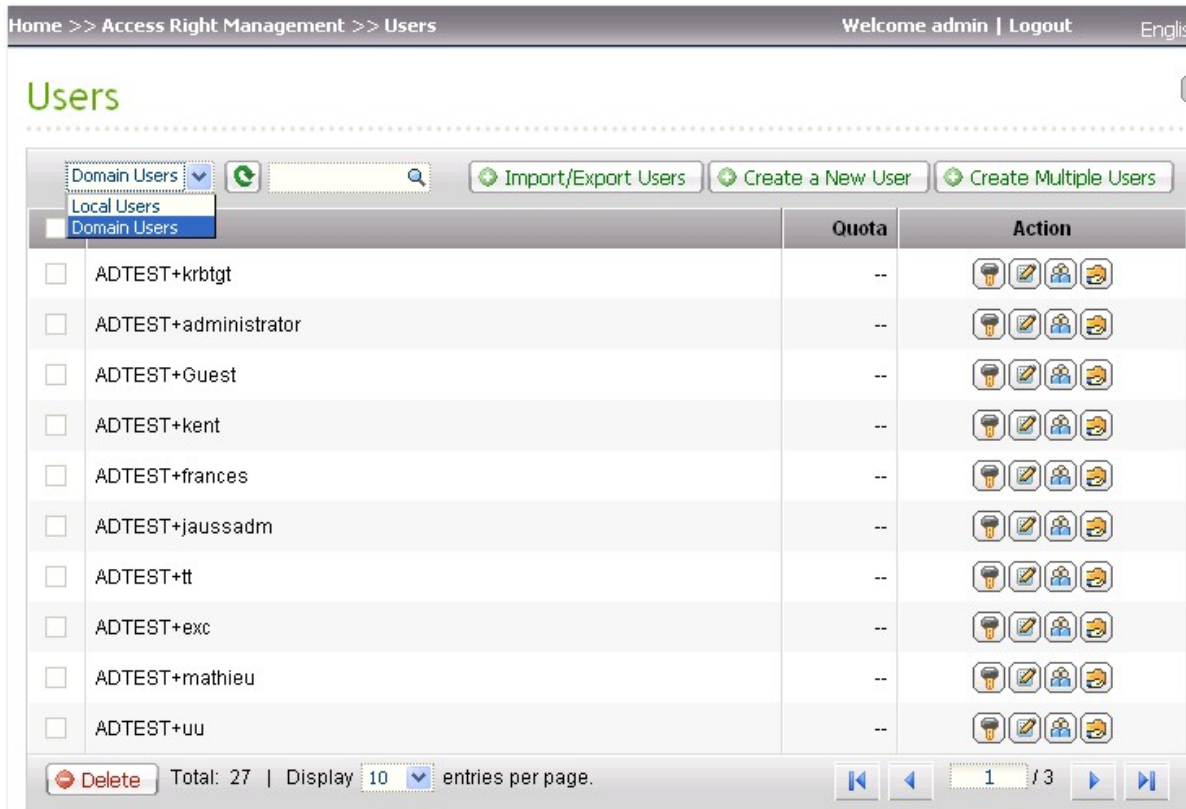 Home >> Access Right Management >> Users Welcome admin | Logout
Users
Domain Users Import/Export Users Create a New User Create Multiple Users
Local Users
Domain Users
Quota Action
ADTEST+krbtgt --
ADTEST+administrator --
ADTEST+Guest --
ADTEST+kent --
ADTEST+frances --
ADTEST+jaussadm --
ADTEST+tt --
ADTEST+exc --
ADTEST+mathieu --
ADTEST+uu --
Delete Total: 27 | Display 10 entries per page. 1 / 3